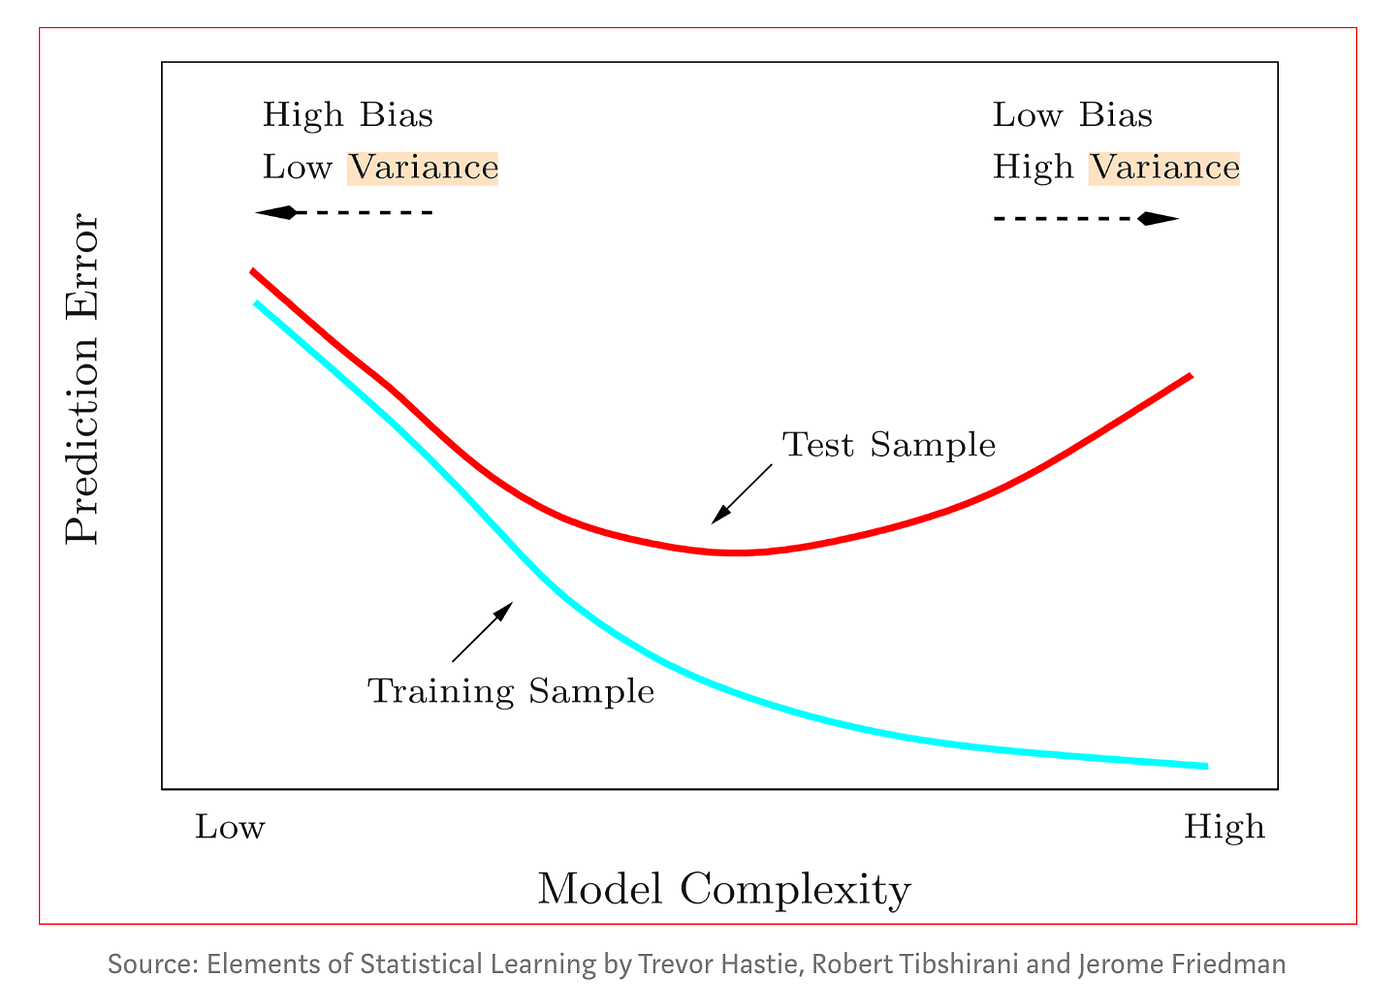 High Bias
Low Variance
Low Bias
High Variance
Prediction Error
Test Sample
Training Sample
Low
High
Model Complexity
Source: Elements of Statistical Learning by Trevor Hastie, Robert Tibshirani and Jerome Friedman